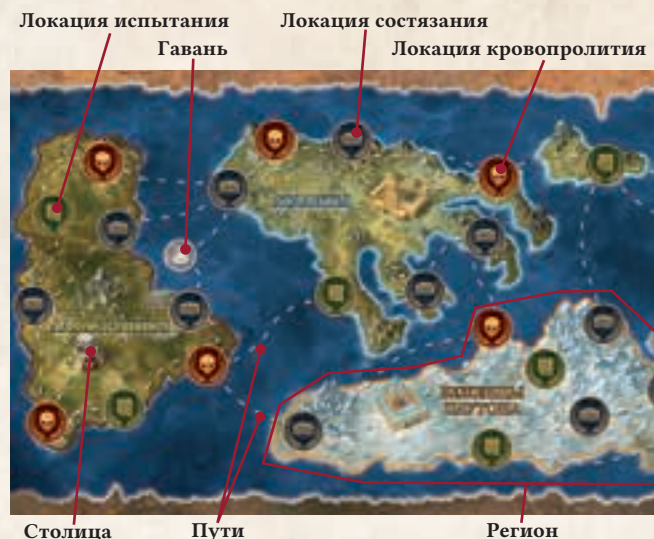 Локация испытания
Локация состязания
Гавань
Локация кровопролития
Столица
Пути
Регион